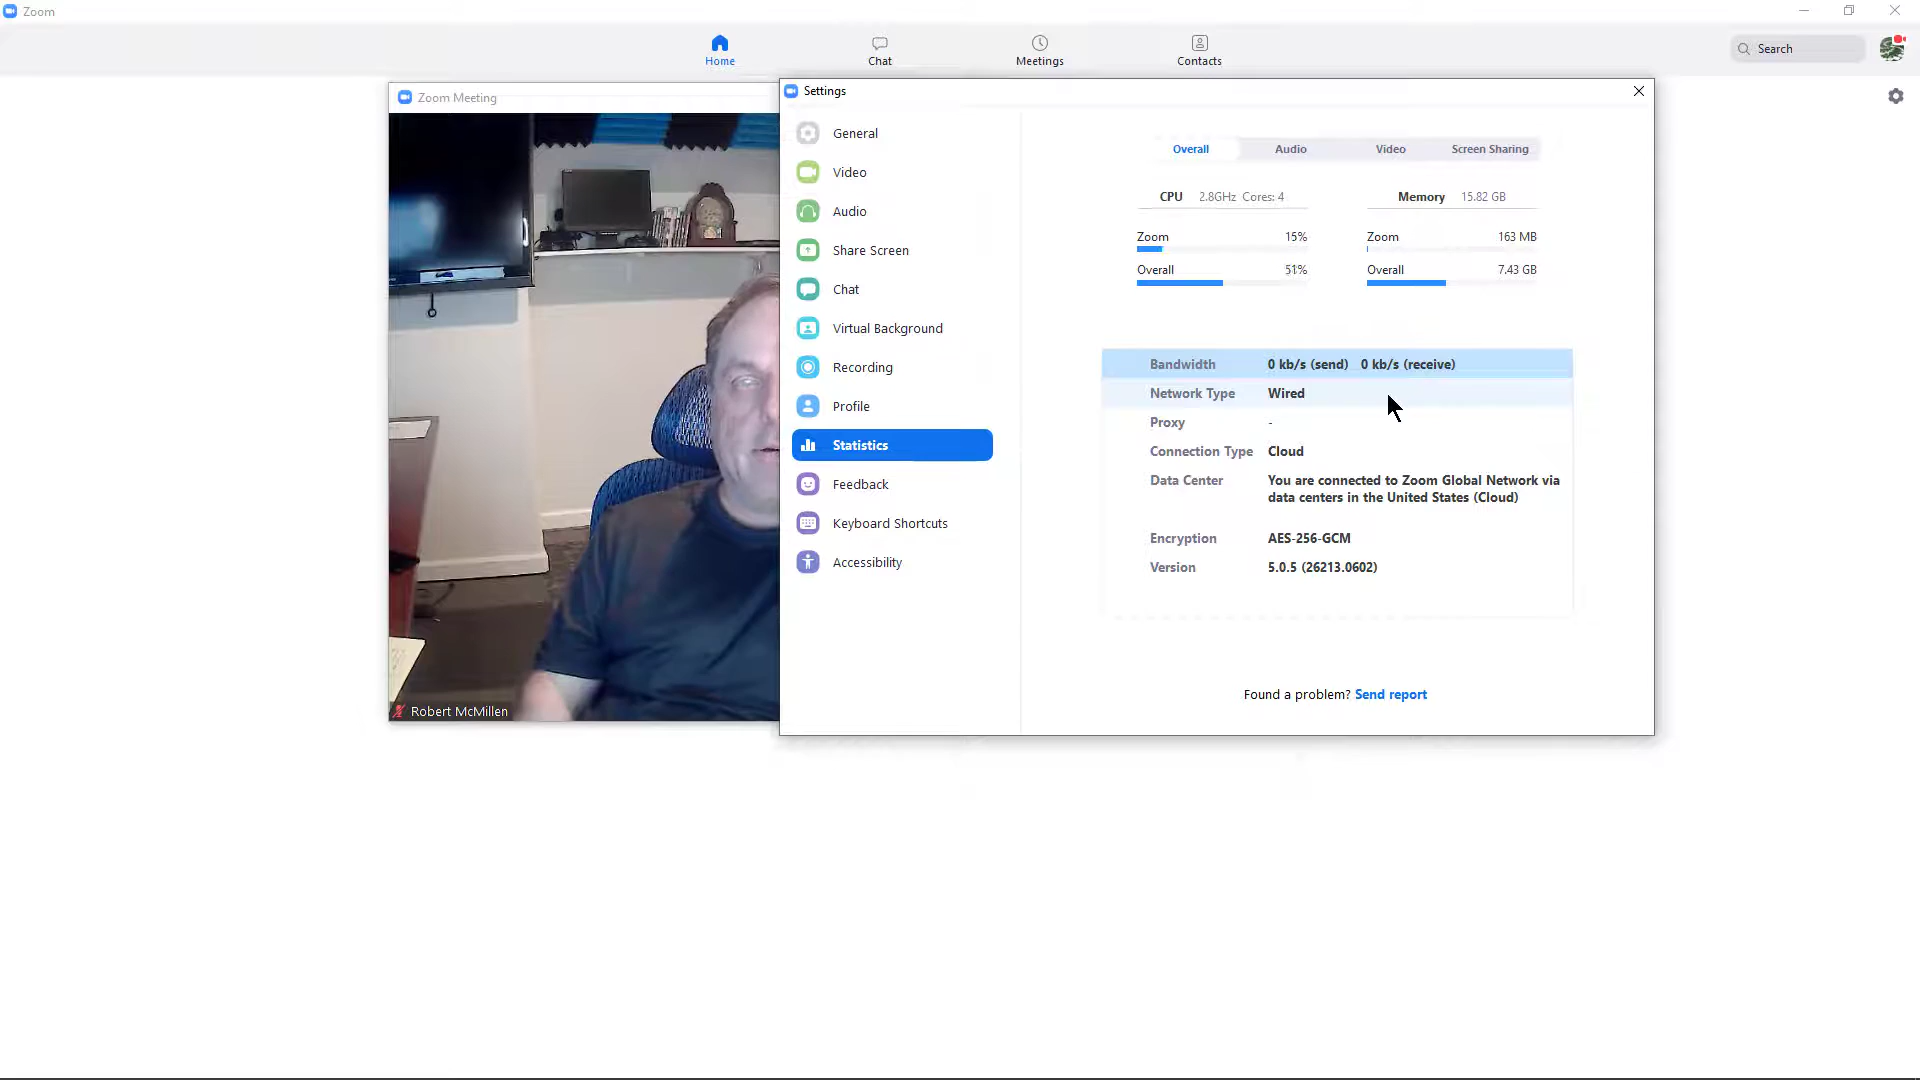 Zoom
Home
Chat
Meetings
Contacts
Search
Zoom Meeting
Robert McMillen
Settings
General
Video
Audio
Share Screen
Chat
Virtual Background
Recording
Profile
Statistics
Feedback
Keyboard Shortcuts
Accessibility
Overall Audio Video Screen Sharing
CPU 2.8GHz Cores: 4 Memory 15.82 GB
Zoom 15% Zoom 163 MB
Overall 51% Overall 7.43 GB
Bandwidth 0 kb/s (send) 0 kb/s (receive)
Network Type Wired
Proxy -
Connection Type Cloud
Data Center You are connected to Zoom Global Network via
data centers in the United States (Cloud)
Encryption AES-256-GCM
Version 5.0.5 (26213.0602)
Found a problem? Send report